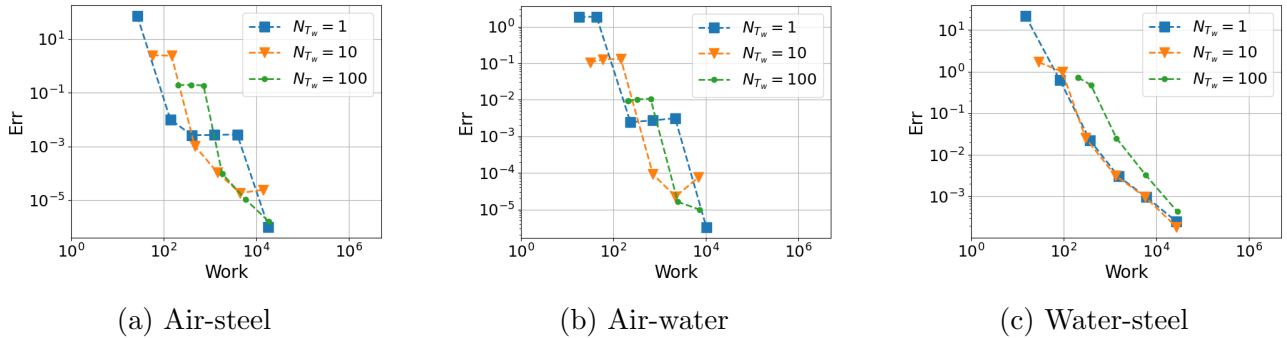 10^1
10^{-1}
10^{-3}
10^{-5}
Err
10^0
10^2
10^4
10^6
Work
N_{T_w} = 1
N_{T_w} = 10
N_{T_w} = 100
(a) Air-steel
10^0
10^{-1}
10^{-2}
10^{-3}
10^{-4}
10^{-5}
Err
10^0
10^2
10^4
10^6
Work
N_{T_w} = 1
N_{T_w} = 10
N_{T_w} = 100
(b) Air-water
10^1
10^0
10^{-1}
10^{-2}
10^{-3}
Err
10^0
10^2
10^4
10^6
Work
N_{T_w} = 1
N_{T_w} = 10
N_{T_w} = 100
(c) Water-steel